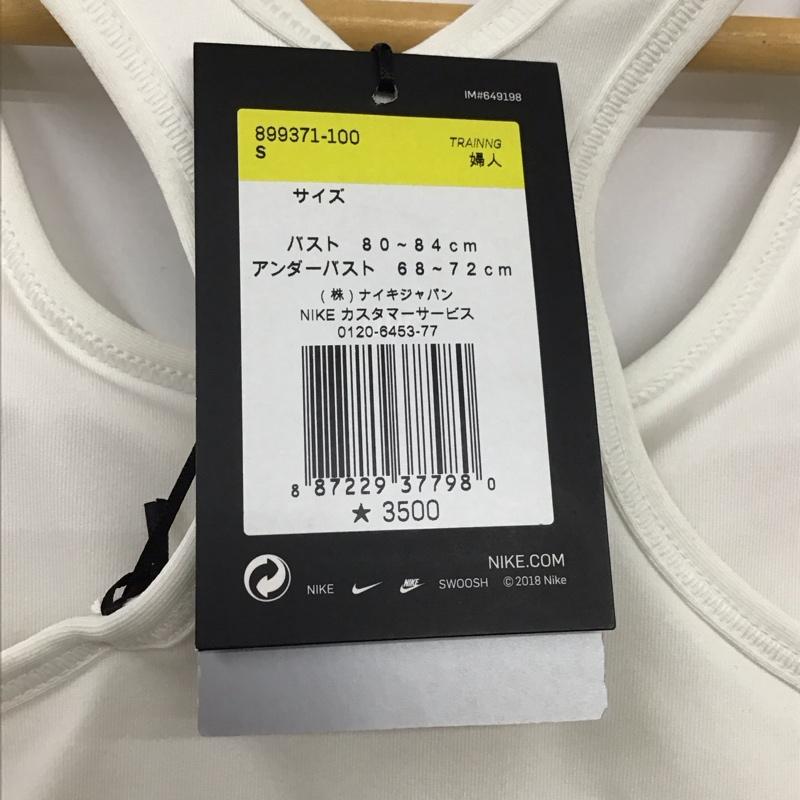 IM#649198
899371-100
S
TRAINNG
婦人
サイズ
バスト 80~84cm
アンダーバスト 68~72cm
(株)ナイキジャパン
NIKE カスタマーサービス
0120-6453-77
8 87229 37798 0
★ 3500
NIKE.COM
NIKE NIKE SWOOSH ©2018 Nike